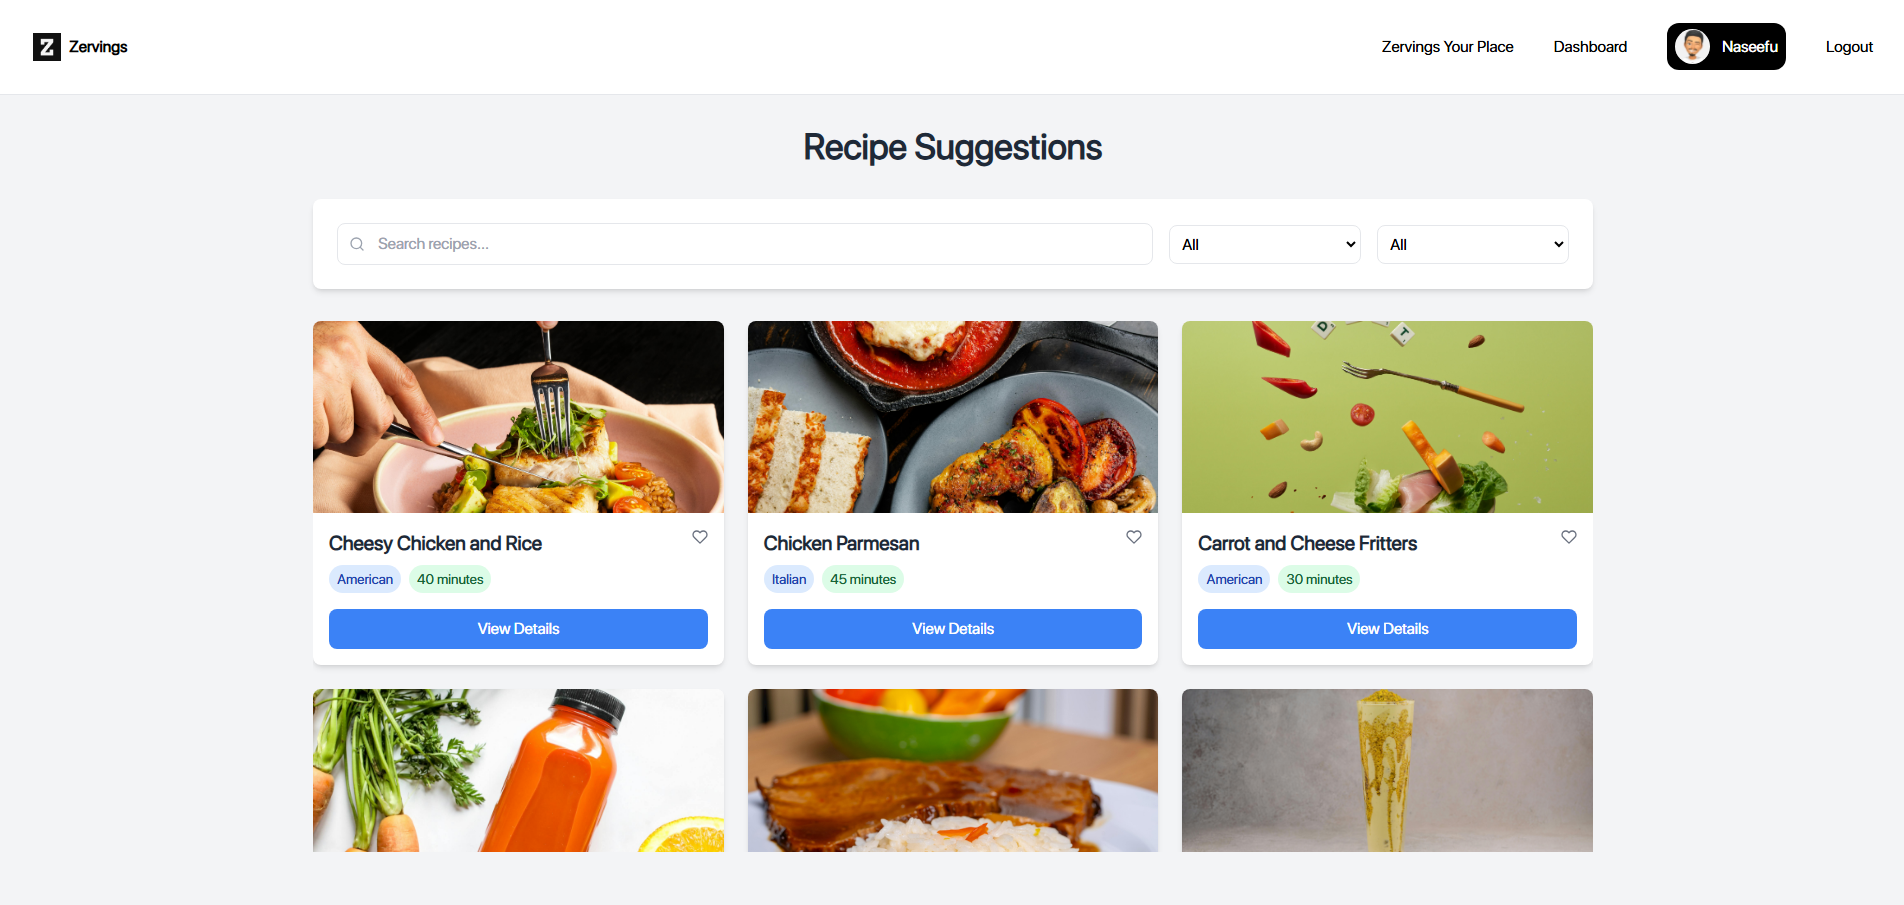 Z Zervings
Zervings Your Place
Dashboard
Naseefu
Logout
Recipe Suggestions
Search recipes...
All
All
D
T
Cheesy Chicken and Rice
American
40 minutes
View Details
Chicken Parmesan
Italian
45 minutes
View Details
Carrot and Cheese Fritters
American
30 minutes
View Details